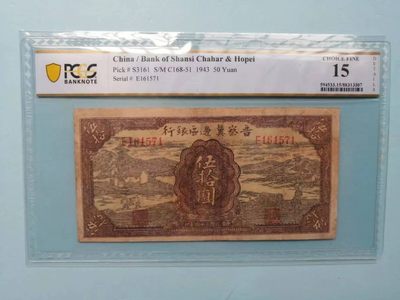 PCGS
BANKNOTE
China / Bank of Shansi Chahar & Hopei
Pick # S3161 S/M C168-51 1943 50 Yuan
Serial # E161571
CHOICE FINE
15
DETAILS
行銀區邊冀察晉
E161571
E161571
伍拾圓